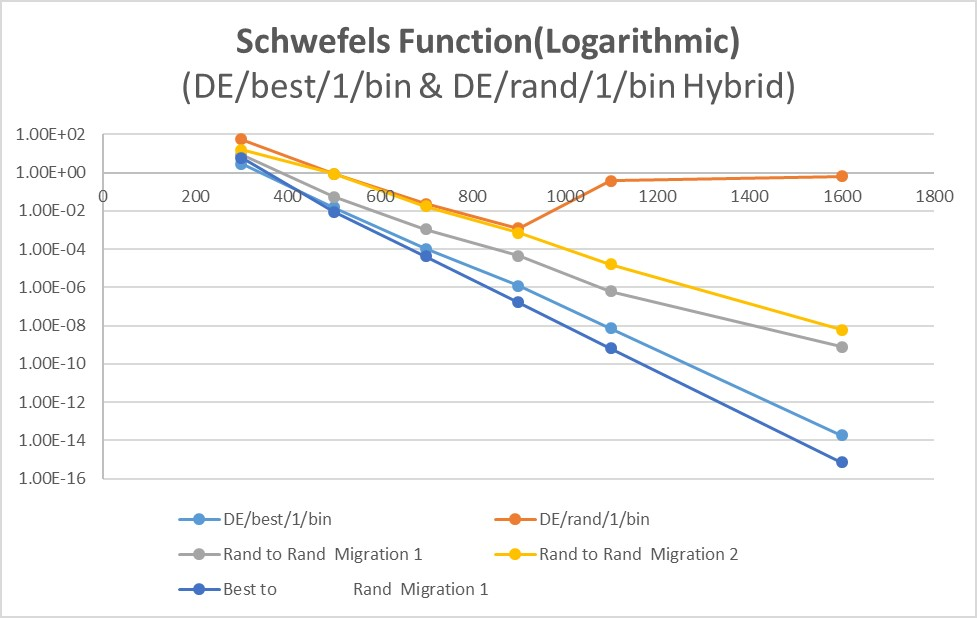 Schwefels Function(Logarithmic)
(DE/best/1/bin & DE/rand/1/bin Hybrid)
1.00E+02
1.00E+00
0 200 400 600 800 1000 1200 1400 1600 1800
1.00E-02
1.00E-04
1.00E-06
1.00E-08
1.00E-10
1.00E-12
1.00E-14
1.00E-16
DE/best/1/bin DE/rand/1/bin
Rand to Rand Migration 1 Rand to Rand Migration 2
Best to Rand Migration 1